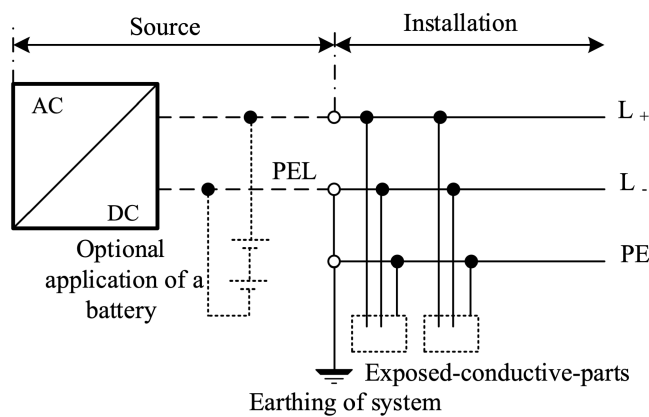 Source
Installation
AC
DC
L +
PEL
L -
PE
Optional
application of a
battery
Exposed-conductive-parts
Earthing of system